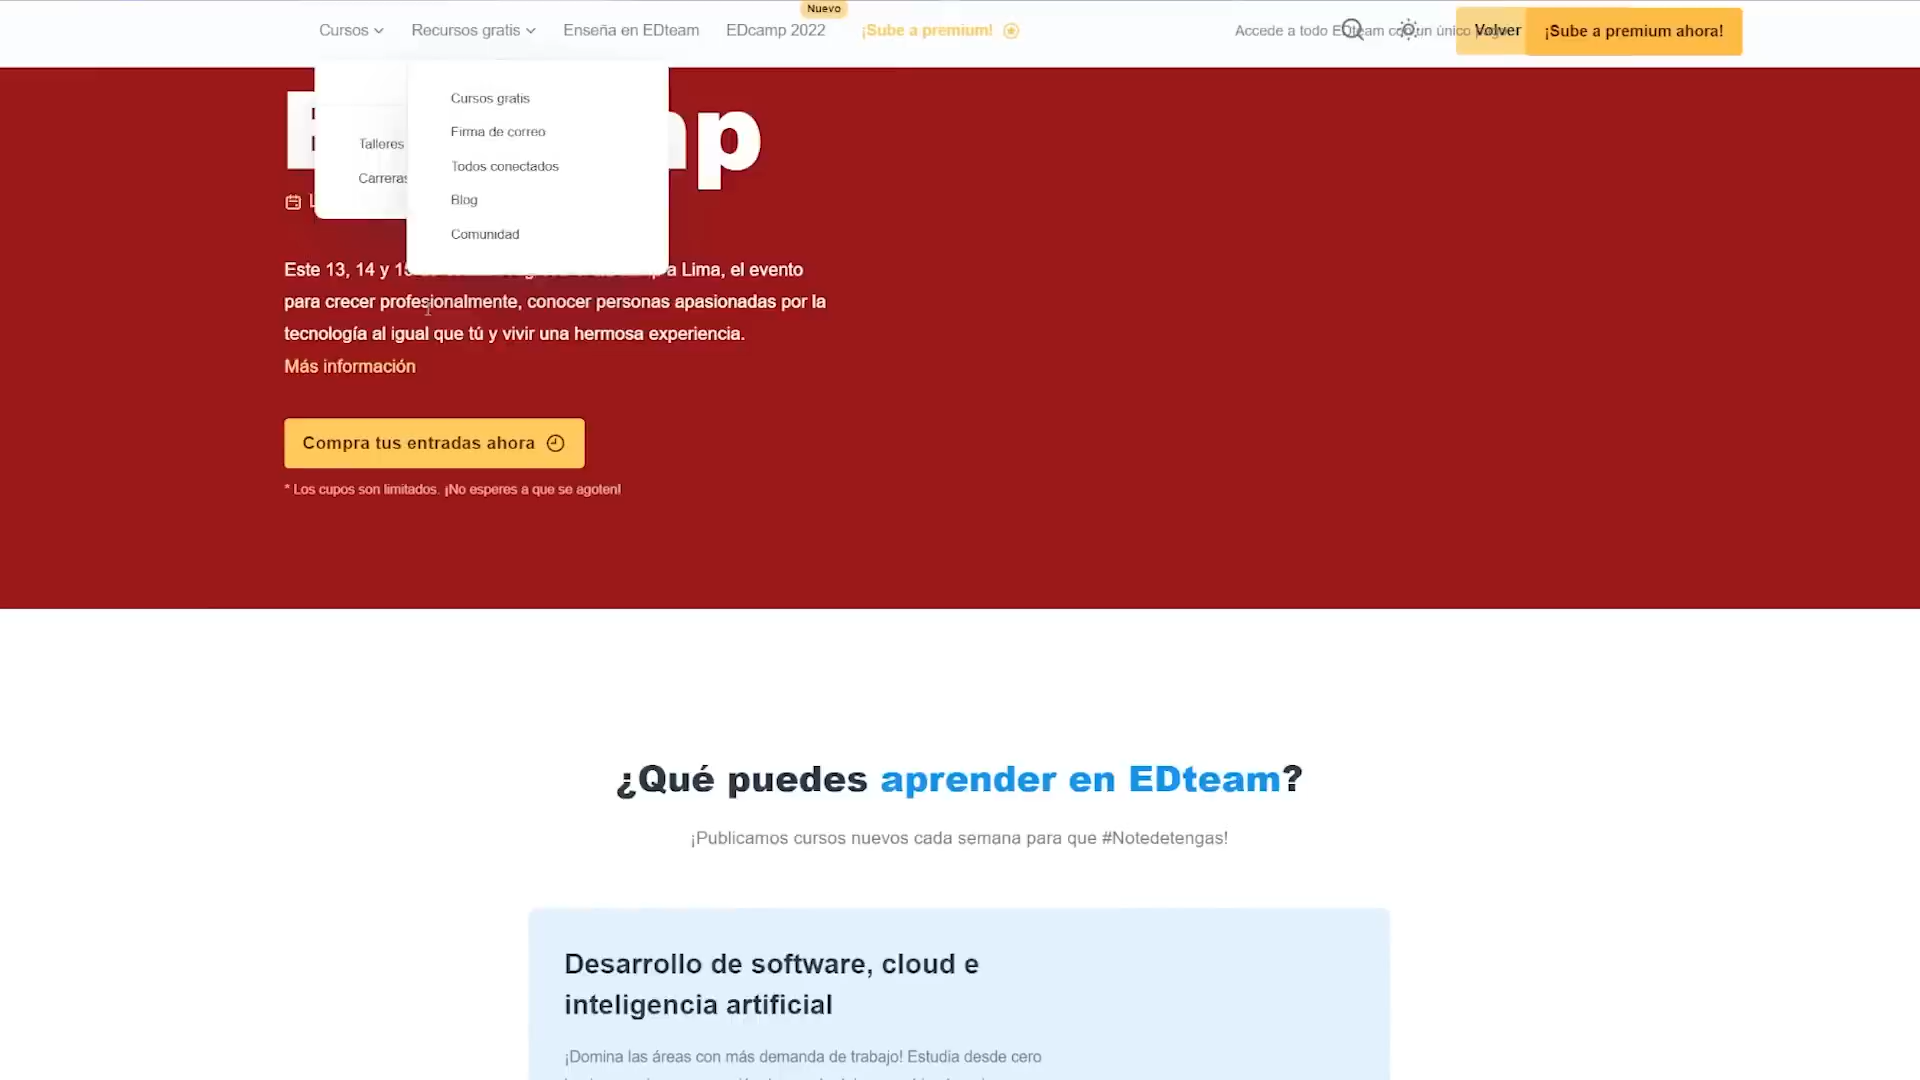 Nuevo
Cursos
Recursos gratis
Enseña en EDteam
EDcamp 2022
¡Sube a premium!
Accede a todo EDteam con un único pago
Volver
¡Sube a premium ahora!
Talleres
Carreras
Cursos gratis
Firma de correo
Todos conectados
Blog
Comunidad
p
Este 13, 14 y 15 a Lima, el evento
para crecer profesionalmente, conocer personas apasionadas por la
tecnología al igual que tú y vivir una hermosa experiencia.
Más información
Compra tus entradas ahora
* Los cupos son limitados. ¡No esperes a que se agoten!
¿Qué puedes aprender en EDteam?
¡Publicamos cursos nuevos cada semana para que #Notedetengas!
Desarrollo de software, cloud e
inteligencia artificial
¡Domina las áreas con más demanda de trabajo! Estudia desde cero